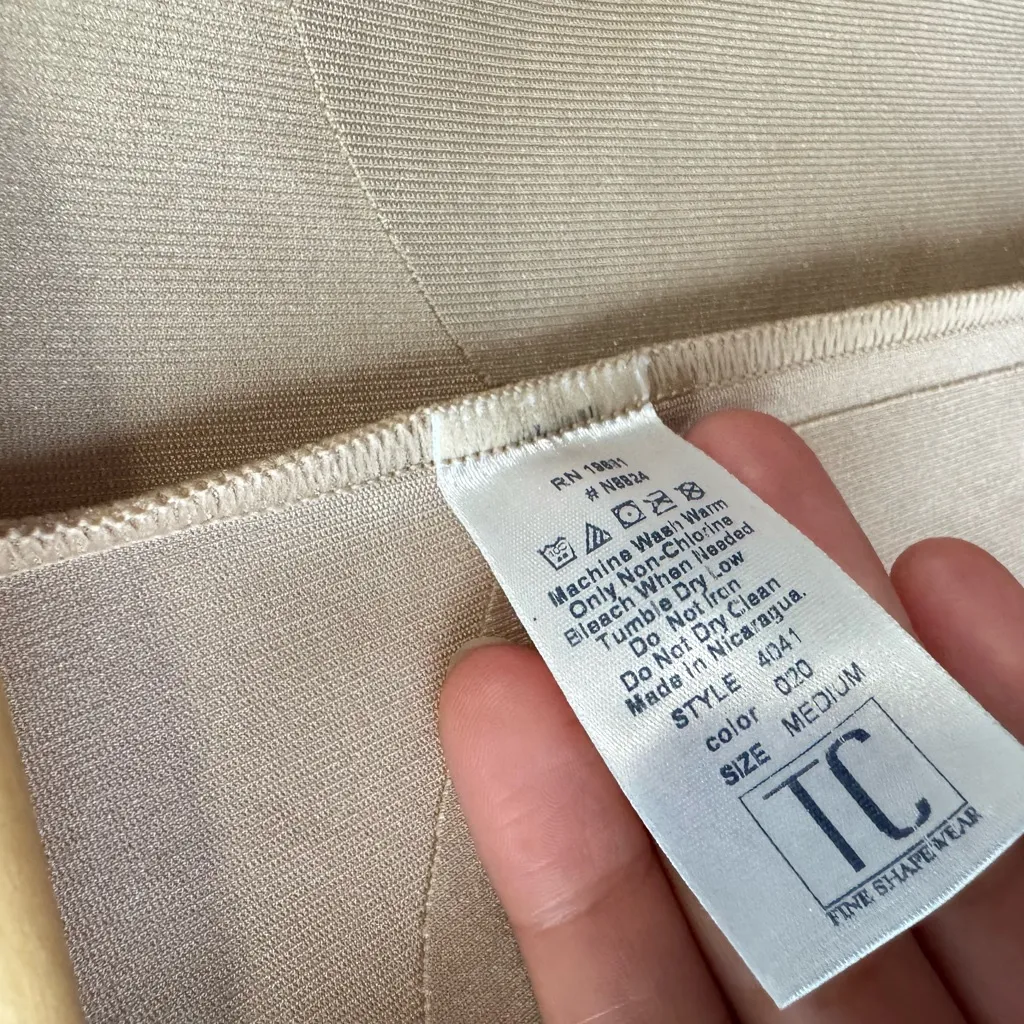 RN 19631
# N8824
Machine Wash Warm
Only Non-Chlorine
Bleach When Needed
Tumble Dry Low
Do Not Iron
Do Not Dry Clean
Made in Nicaragua.
STYLE 4041
color 020
SIZE MEDIUM
TC
FINE SHAPEWEAR